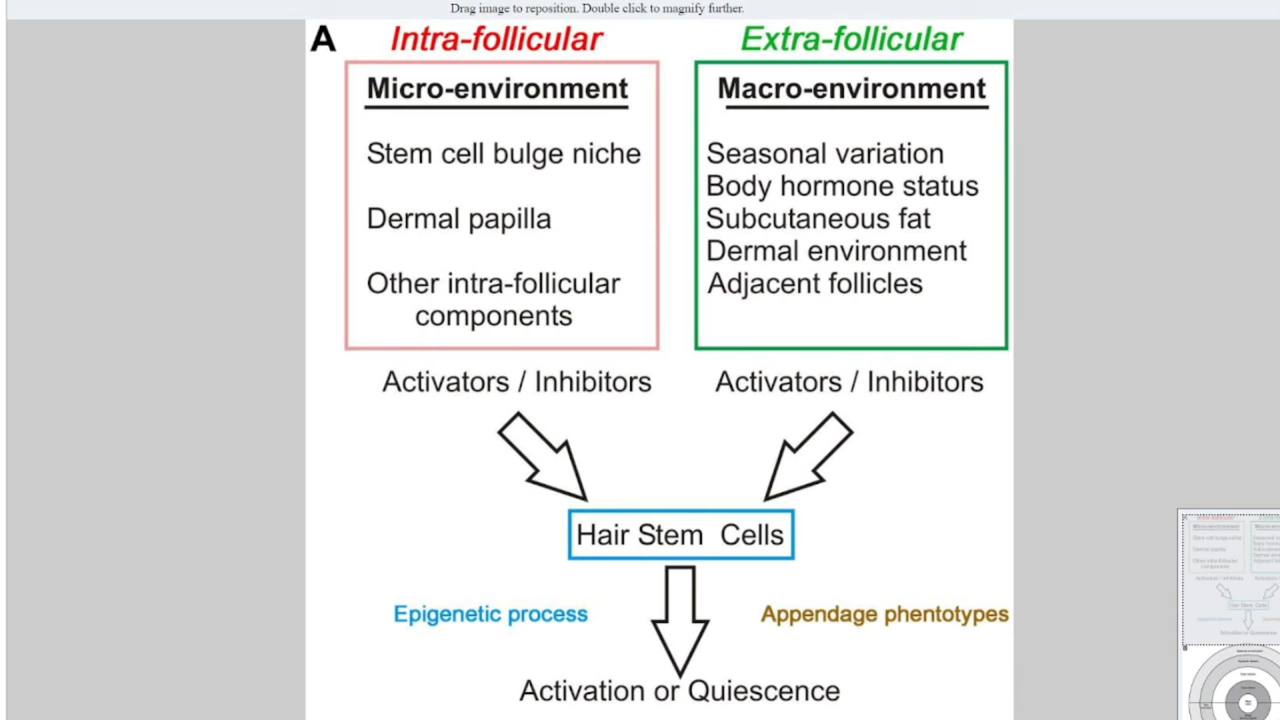 Drag image to reposition. Double click to magnify further.
A
Intra-follicular
Extra-follicular
Micro-environment
Stem cell bulge niche
Dermal papilla
Other intra-follicular
components
Macro-environment
Seasonal variation
Body hormone status
Subcutaneous fat
Dermal environment
Adjacent follicles
Activators / Inhibitors
Activators / Inhibitors
Hair Stem Cells
Epigenetic process
Appendage phentotypes
Activation or Quiescence